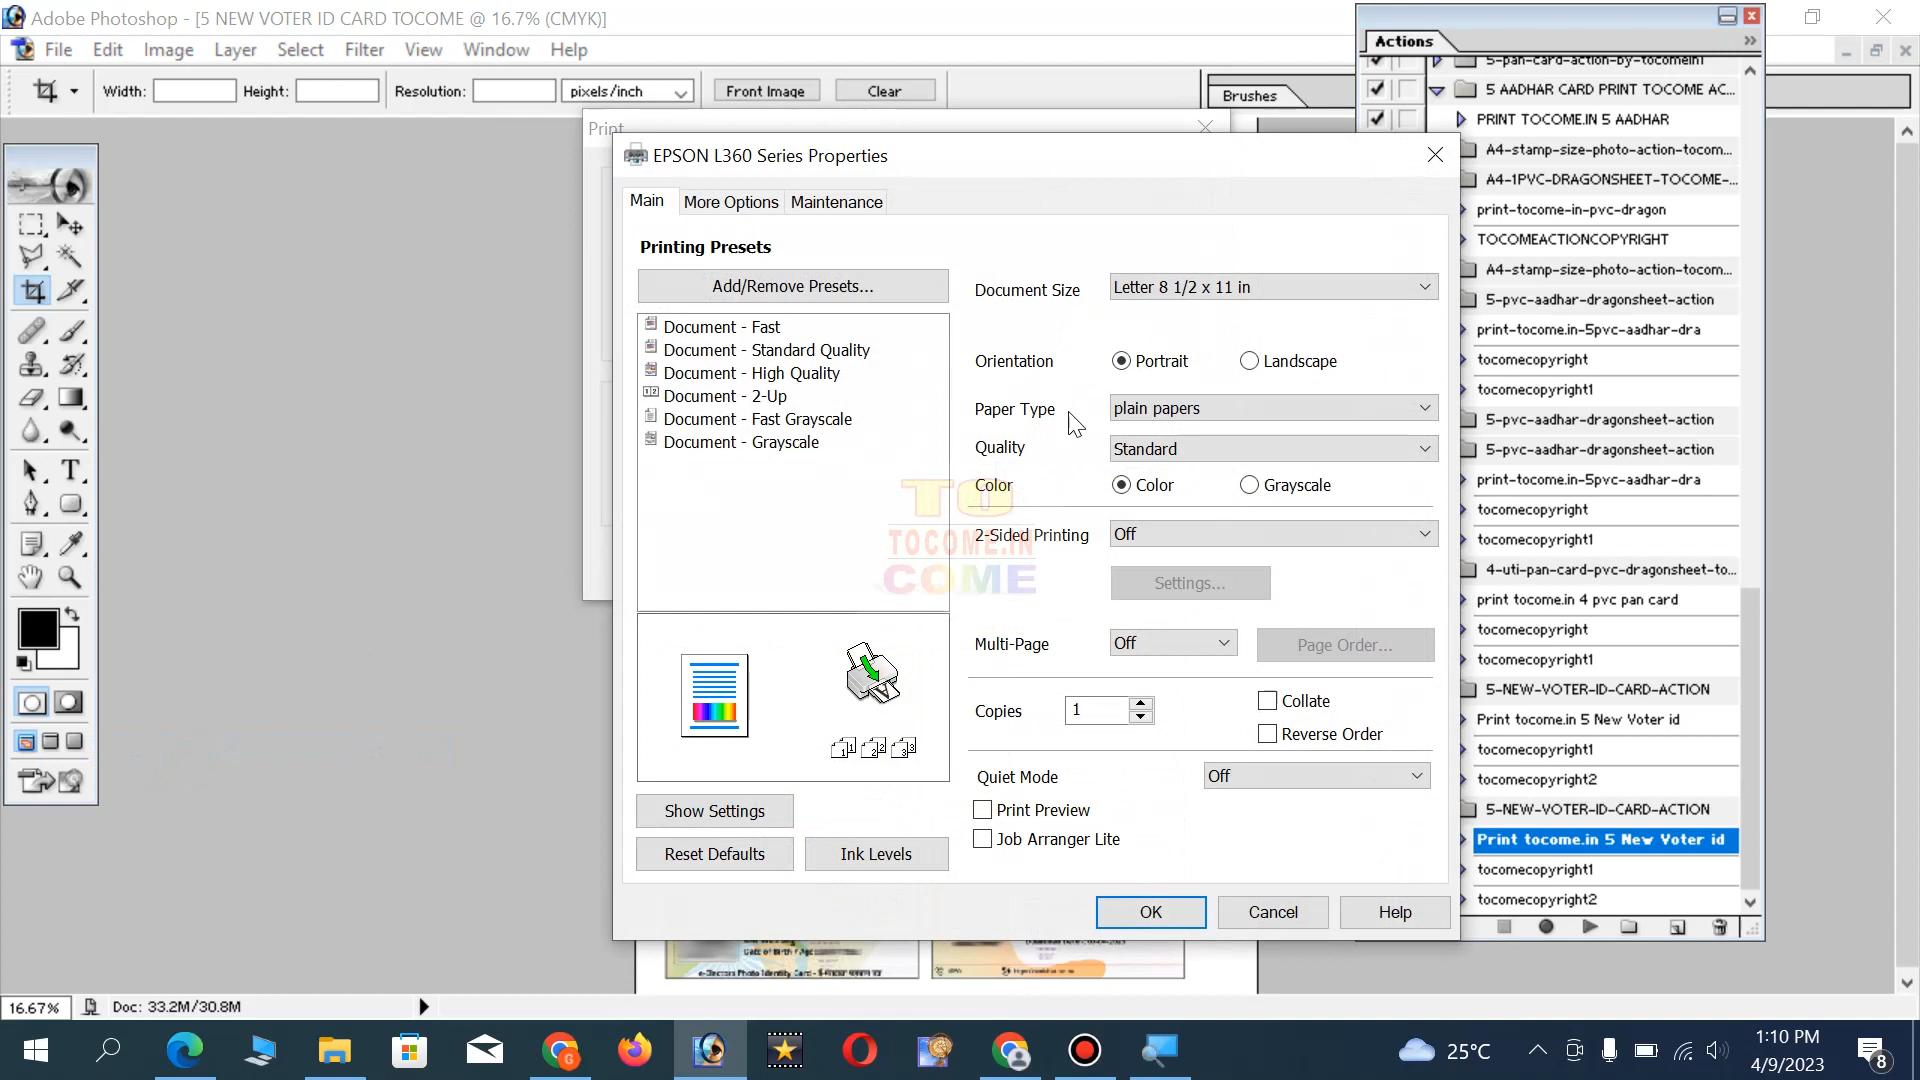 Adobe Photoshop - [5 NEW VOTER ID CARD TOCOME @ 16.7% (CMYK)]
File Edit Image Layer Select Filter View Window Help
Width: Height: Resolution: pixels/inch Front Image Clear
Brushes
Print
EPSON L360 Series Properties
Main More Options Maintenance
Printing Presets
Add/Remove Presets...
Document - Fast
Document - Standard Quality
Document - High Quality
Document - 2-Up
Document - Fast Grayscale
Document - Grayscale
Show Settings
Reset Defaults Ink Levels
Document Size Letter 8 1/2 x 11 in
Orientation Portrait Landscape
Paper Type plain papers
Quality Standard
Color Color Grayscale
2-Sided Printing Off
Settings...
Multi-Page Off Page Order...
Copies 1 Collate
Reverse Order
Quiet Mode Off
Print Preview
Job Arranger Lite
OK Cancel Help
TO
TOCOME.IN
COME
Actions
5-pan-card-action-by-tocomein1
5 AADHAR CARD PRINT TOCOME AC...
PRINT TOCOME.IN 5 AADHAR
A4-stamp-size-photo-action-tocom...
A4-1PVC-DRAGONSHEET-TOCOME-...
print-tocome-in-pvc-dragon
TOCOMEACTIONCOPYRIGHT
A4-stamp-size-photo-action-tocom...
5-pvc-aadhar-dragonsheet-action
print-tocome.in-5pvc-aadhar-dra
tocomecopyright
tocomecopyright1
5-pvc-aadhar-dragonsheet-action
5-pvc-aadhar-dragonsheet-action
print-tocome.in-5pvc-aadhar-dra
tocomecopyright
tocomecopyright1
4-uti-pan-card-pvc-dragonsheet-to...
print tocome.in 4 pvc pan card
tocomecopyright
tocomecopyright1
5-NEW-VOTER-ID-CARD-ACTION
Print tocome.in 5 New Voter id
tocomecopyright1
tocomecopyright2
5-NEW-VOTER-ID-CARD-ACTION
Print tocome.in 5 New Voter id
tocomecopyright1
tocomecopyright2
Date of Birth / Age
e-Electors Photo Identity Card -
16.67% Doc: 33.2M/30.8M
25°C
1:10 PM
4/9/2023
8